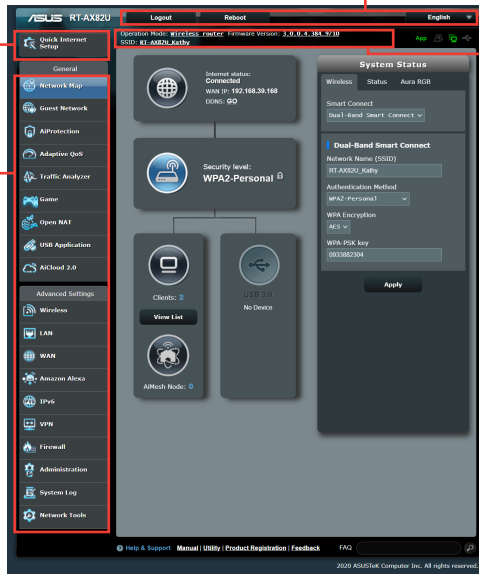 ASUS RT-AX82U
Logout Reboot English
Operation Mode: Wireless router Firmware Version: 3.0.0.4.384_9710
SSID: RT-AX82U_Kathy
App
Quick Internet
Setup
General
Network Map
Guest Network
AiProtection
Adaptive QoS
Traffic Analyzer
Game
Open NAT
USB Application
AiCloud 2.0
Advanced Settings
Wireless
LAN
WAN
Amazon Alexa
IPv6
VPN
Firewall
Administration
System Log
Network Tools
Internet status:
Connected
WAN IP: 192.168.39.168
DDNS: GO
Security level:
WPA2-Personal
Clients: 2
View List
AiMesh Node: 0
USB 3.0
No Device
System Status
Wireless Status Aura RGB
Smart Connect
Dual-Band Smart Connect
Dual-Band Smart Connect
Network Name (SSID)
RT-AX82U_Kathy
Authentication Method
WPA2-Personal
WPA Encryption
AES
WPA-PSK key
0933882304
Apply
Help & Support Manual | Utility | Product Registration | Feedback FAQ
2020 ASUSTeK Computer Inc. All rights reserved.